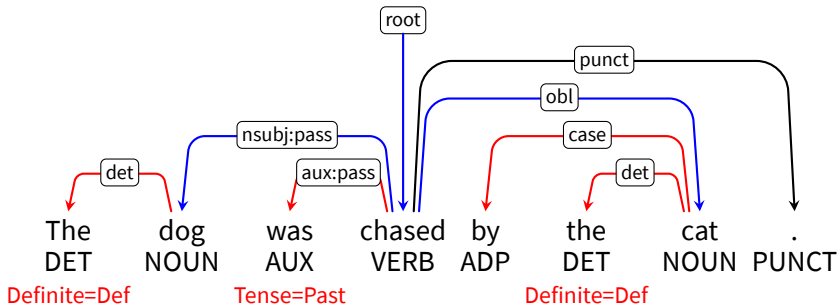 root
punct
obl
nsubj:pass case
det aux:pass det
The dog was chased by the cat .
DET NOUN AUX VERB ADP DET NOUN PUNCT
Definite=Def Tense=Past Definite=Def